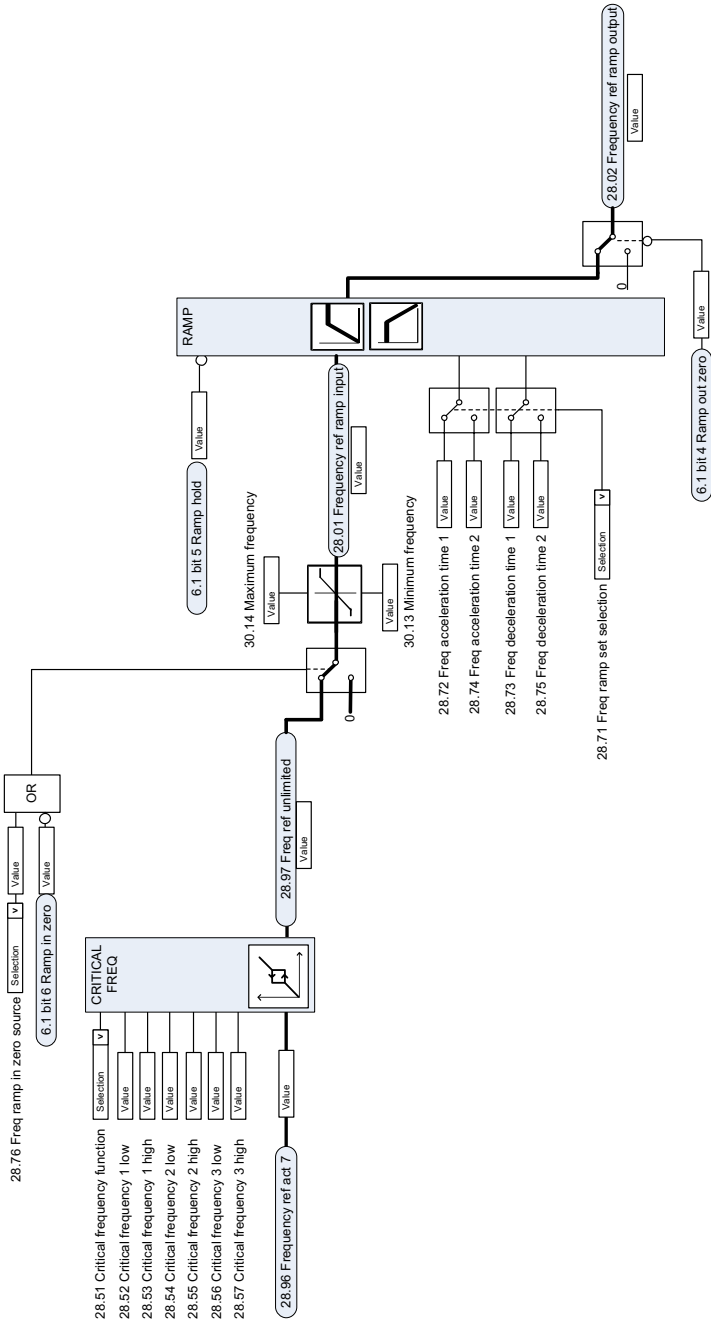 28.76 Freq ramp in zero source
Selection
v
Value
OR
6.1 bit 6 Ramp in zero
Value
CRITICAL
FREQ
28.51 Critical frequency function
Selection
v
28.52 Critical frequency 1 low
Value
28.53 Critical frequency 1 high
Value
28.54 Critical frequency 2 low
Value
28.55 Critical frequency 2 high
Value
28.56 Critical frequency 3 low
Value
28.57 Critical frequency 3 high
Value
28.96 Frequency ref act 7
Value
28.97 Freq ref unlimited
Value
0
30.14 Maximum frequency
Value
30.13 Minimum frequency
Value
28.01 Frequency ref ramp input
Value
6.1 bit 5 Ramp hold
Value
RAMP
28.72 Freq acceleration time 1
Value
28.74 Freq acceleration time 2
Value
28.73 Freq deceleration time 1
Value
28.75 Freq deceleration time 2
Value
28.71 Freq ramp set selection
Selection
v
0
28.02 Frequency ref ramp output
Value
6.1 bit 4 Ramp out zero
Value